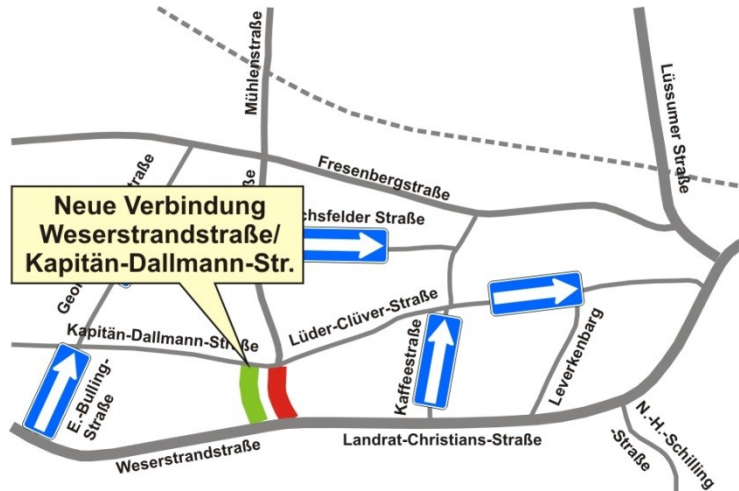 Mühlenstraße
Lüssumer Straße
Fresenbergstraße
Neue Verbindung
Weserstrandstraße/
Kapitän-Dallmann-Str.
Straße
Lüder-Clüver-Straße
Kapitän-Dallmann-Straße
E.-Bulling-
Straße
Kaffeestraße
Leverkenbarg
N.-H.-Schilling
-Straße
Landrat-Christians-Straße
Weserstrandstraße